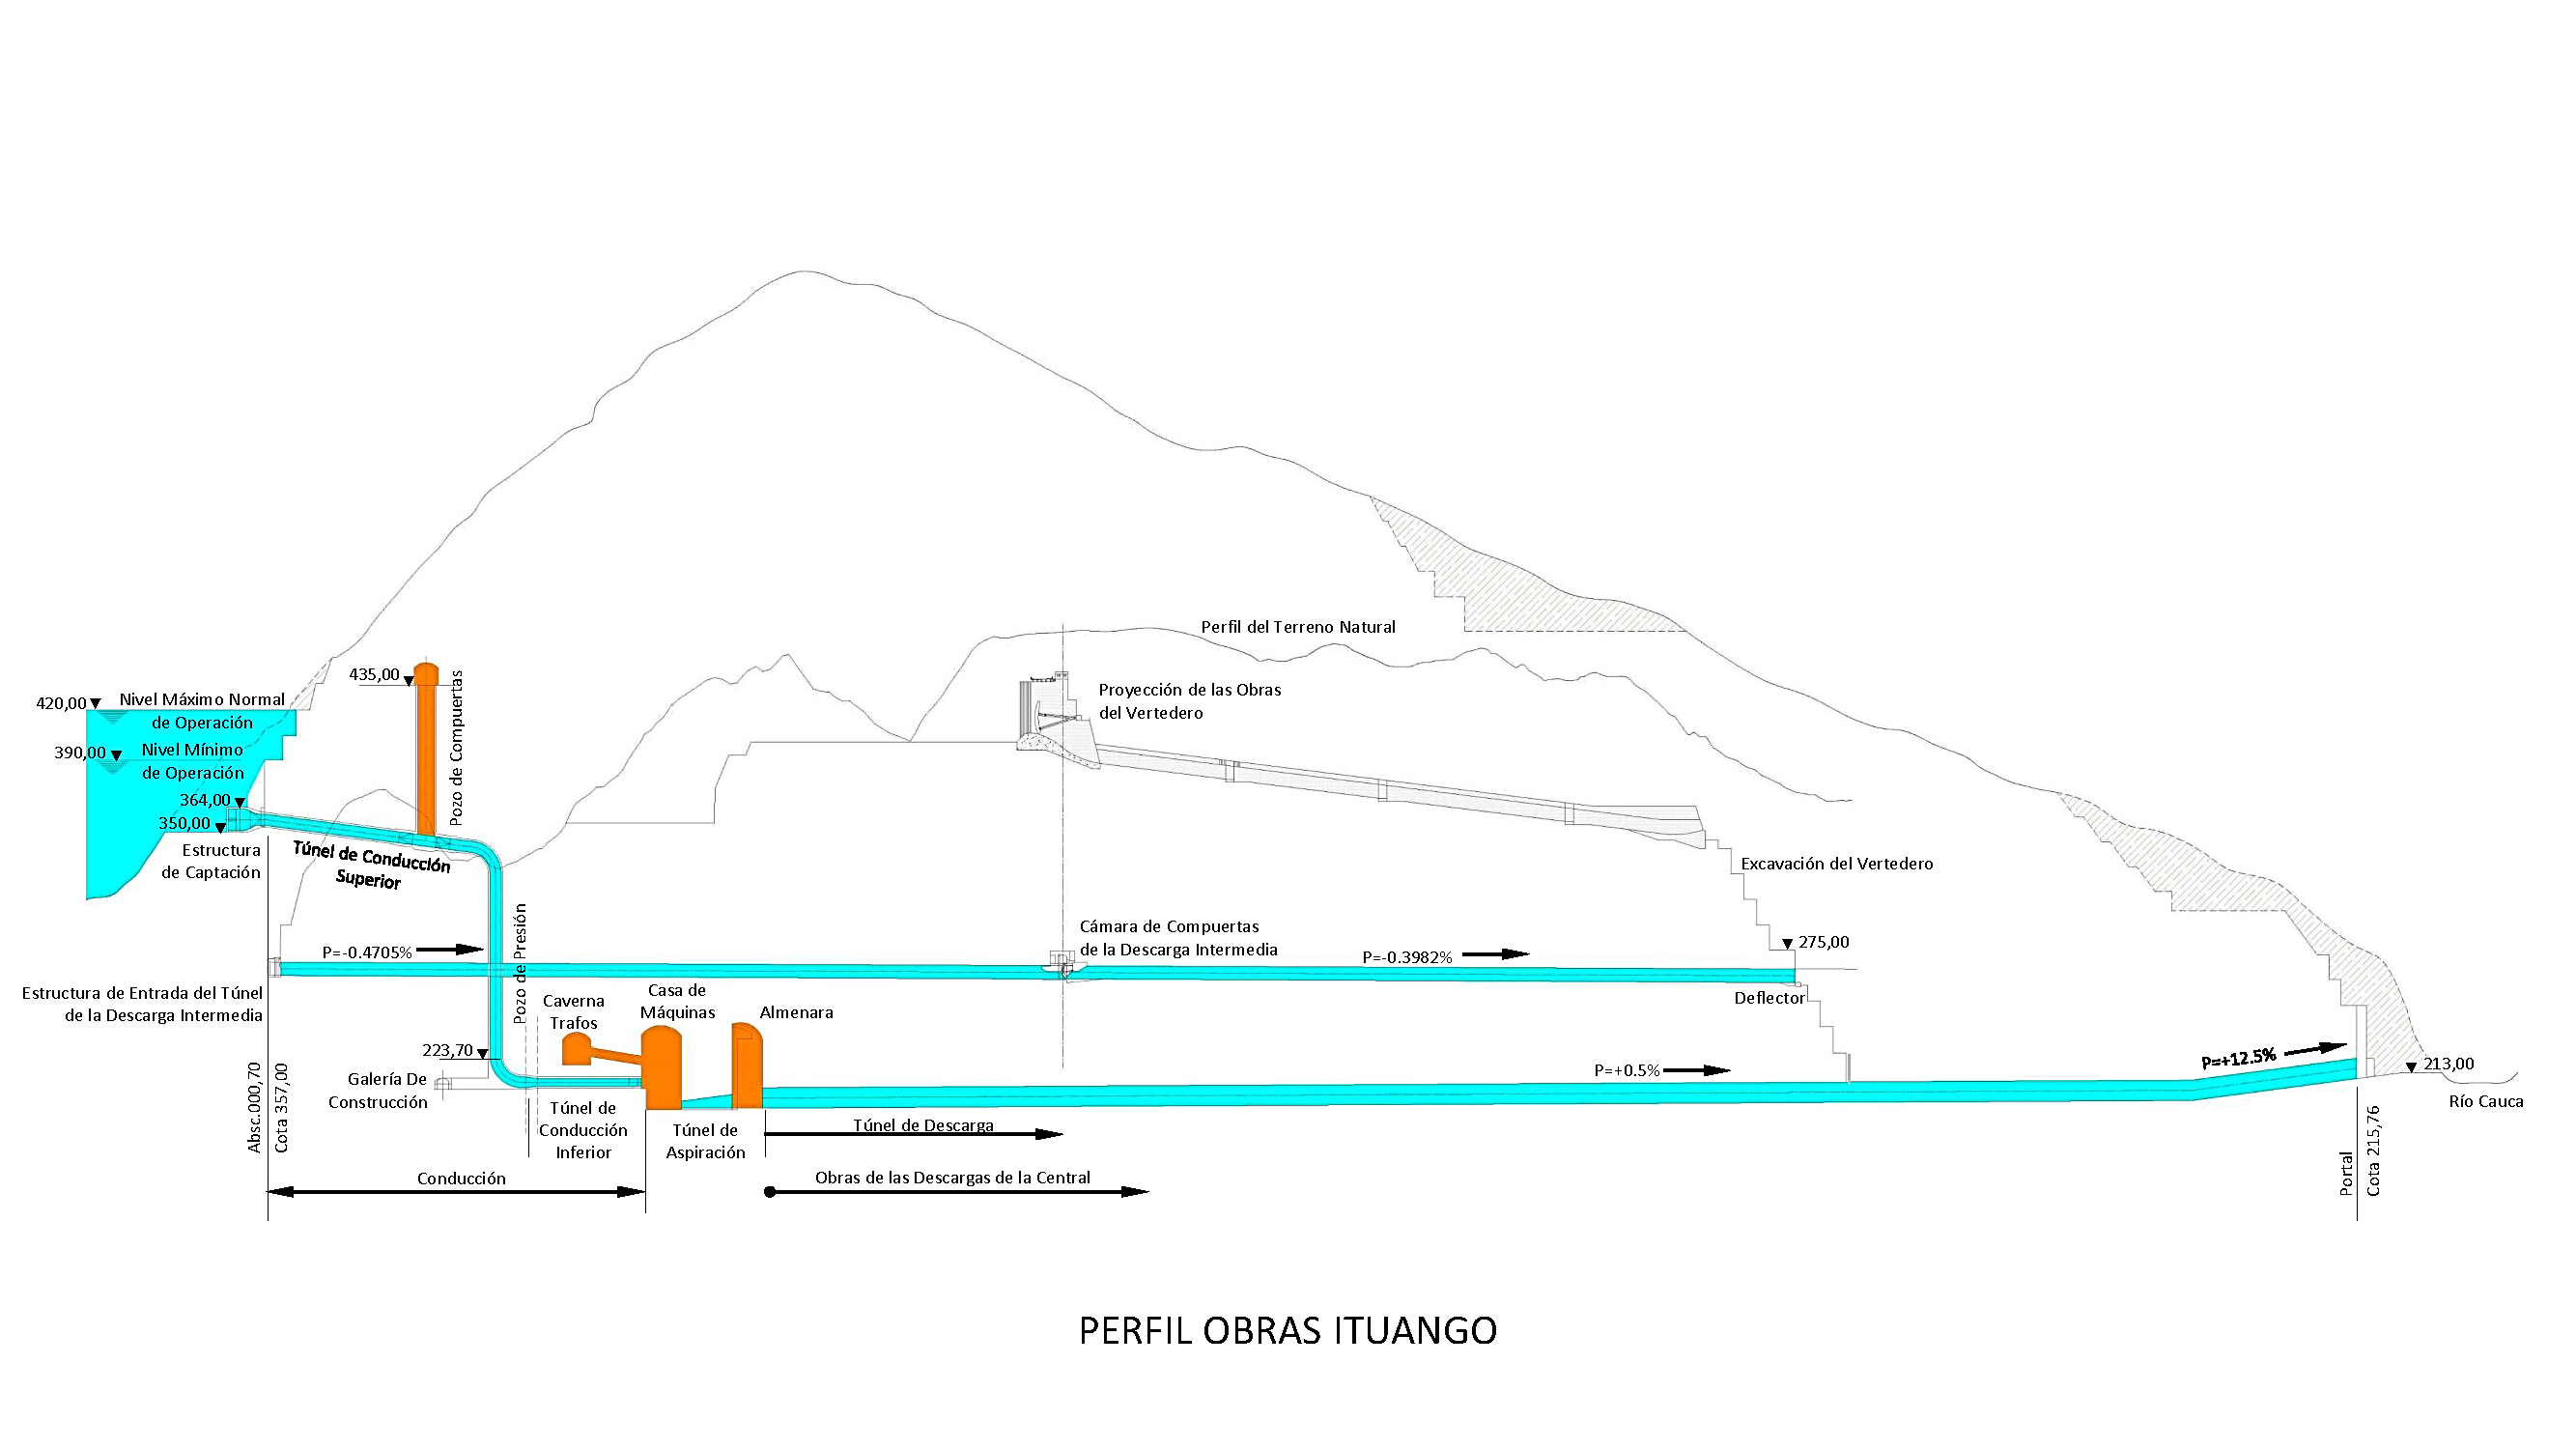 Perfil del Terreno Natural
435,00
Pozo de Compuertas
420,00
Nivel Máximo Normal
de Operación
390,00
Nivel Mínimo
de Operación
364,00
350,00
Estructura
de Captación
Túnel de Conducción
Superior
Proyección de las Obras
del Vertedero
Excavación del Vertedero
Pozo de Presión
P=-0.4705%
Cámara de Compuertas
de la Descarga Intermedia
P=-0.3982%
275,00
Deflector
Estructura de Entrada del Túnel
de la Descarga Intermedia
Caverna
Trafos
Casa de
Máquinas
Almenara
223,70
Galería De
Construcción
Absc.000,70
Cota 357,00
Túnel de
Conducción
Inferior
Túnel de
Aspiración
Túnel de Descarga
P=+0.5%
P=+12.5%
213,00
Río Cauca
Conducción
Obras de las Descargas de la Central
Portal
Cota 215,76
PERFIL OBRAS ITUANGO